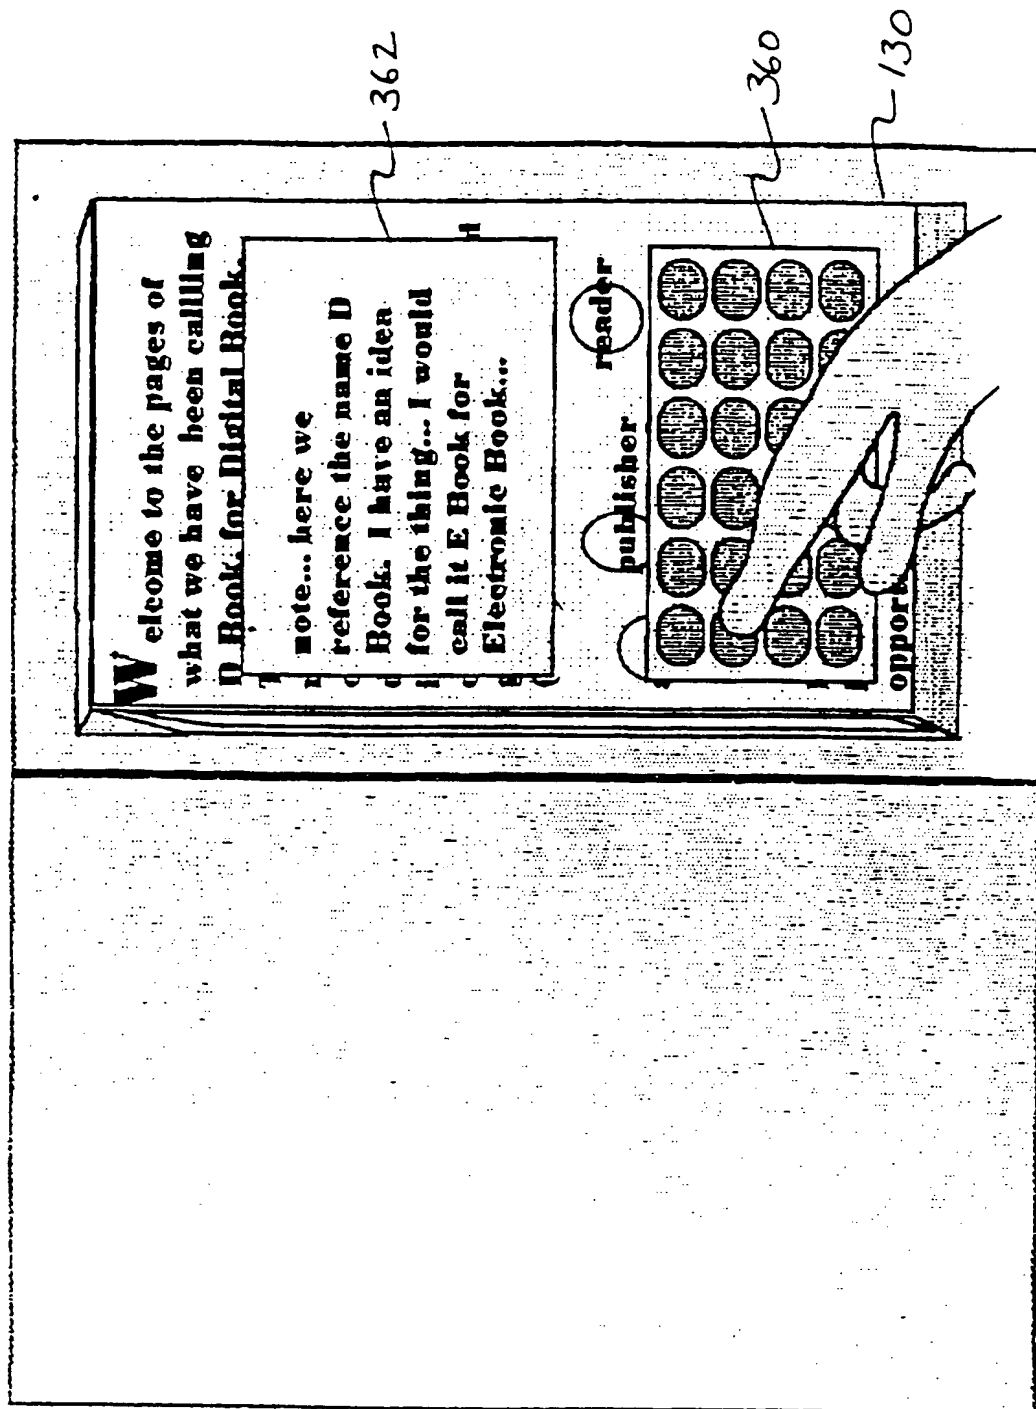 Welcome to the pages of
what we have been callling
D Book, for Digital Book.
note... here we
reference the name D
Book. I have an idea
for the thing... I would
call it E Book for
Electronic Book...
publisher
reader
opport
362
360
130